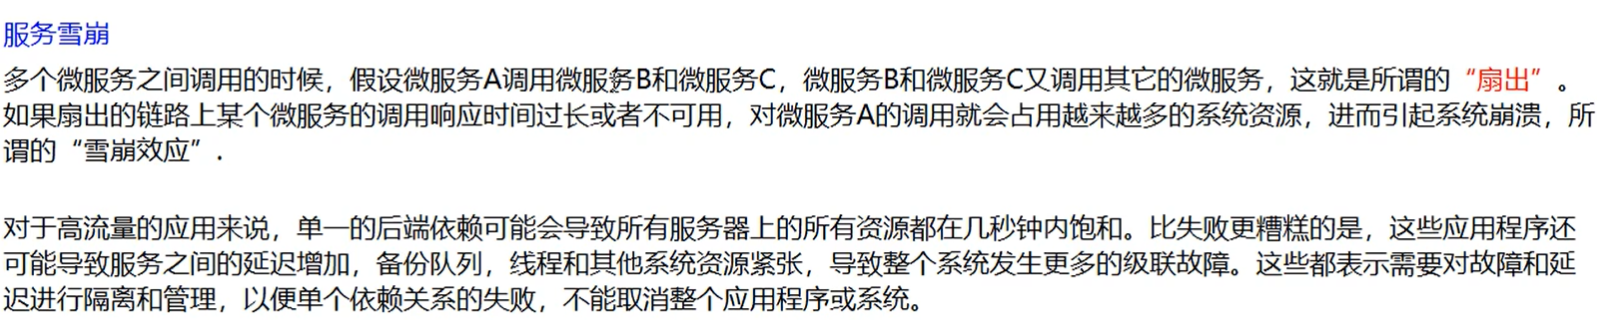 服务雪崩
多个微服务之间调用的时候，假设微服务A调用微服务B和微服务C，微服务B和微服务C又调用其它的微服务，这就是所谓的“扇出”。
如果扇出的链路上某个微服务的调用响应时间过长或者不可用，对微服务A的调用就会占用越来越多的系统资源，进而引起系统崩溃，所
谓的“雪崩效应”.
对于高流量的应用来说，单一的后端依赖可能会导致所有服务器上的所有资源都在几秒钟内饱和。比失败更糟糕的是，这些应用程序还
可能导致服务之间的延迟增加，备份队列，线程和其他系统资源紧张，导致整个系统发生更多的级联故障。这些都表示需要对故障和延
迟进行隔离和管理，以便单个依赖关系的失败，不能取消整个应用程序或系统。